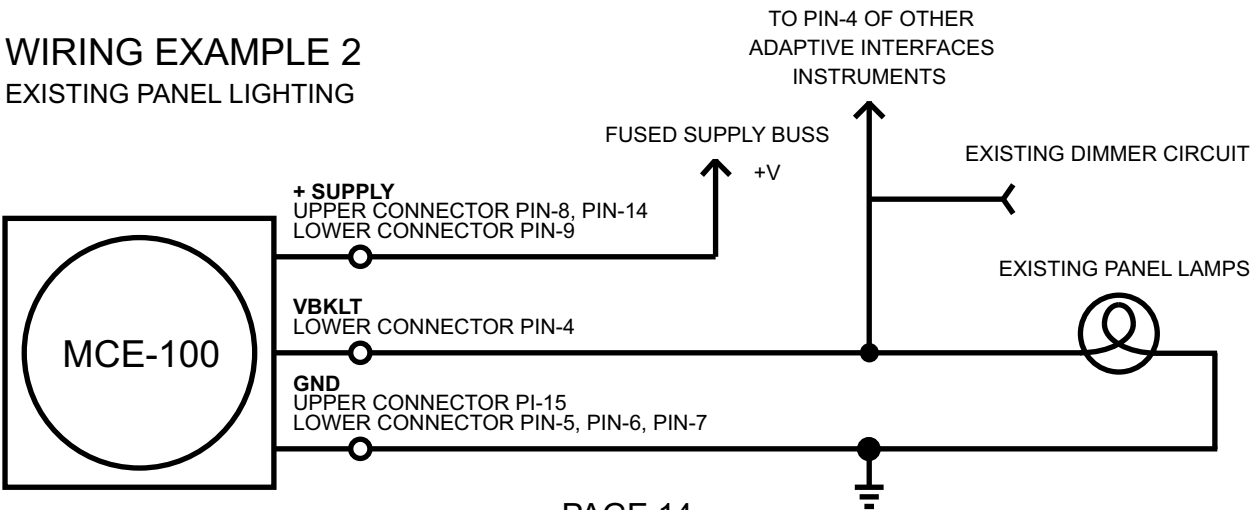 WIRING EXAMPLE 2
EXISTING PANEL LIGHTING
TO PIN-4 OF OTHER
ADAPTIVE INTERFACES
INSTRUMENTS
FUSED SUPPLY BUSS
+V
EXISTING DIMMER CIRCUIT
+ SUPPLY
UPPER CONNECTOR PIN-8, PIN-14
LOWER CONNECTOR PIN-9
EXISTING PANEL LAMPS
VBKLT
LOWER CONNECTOR PIN-4
MCE-100
GND
UPPER CONNECTOR PI-15
LOWER CONNECTOR PIN-5, PIN-6, PIN-7
PAGE 14